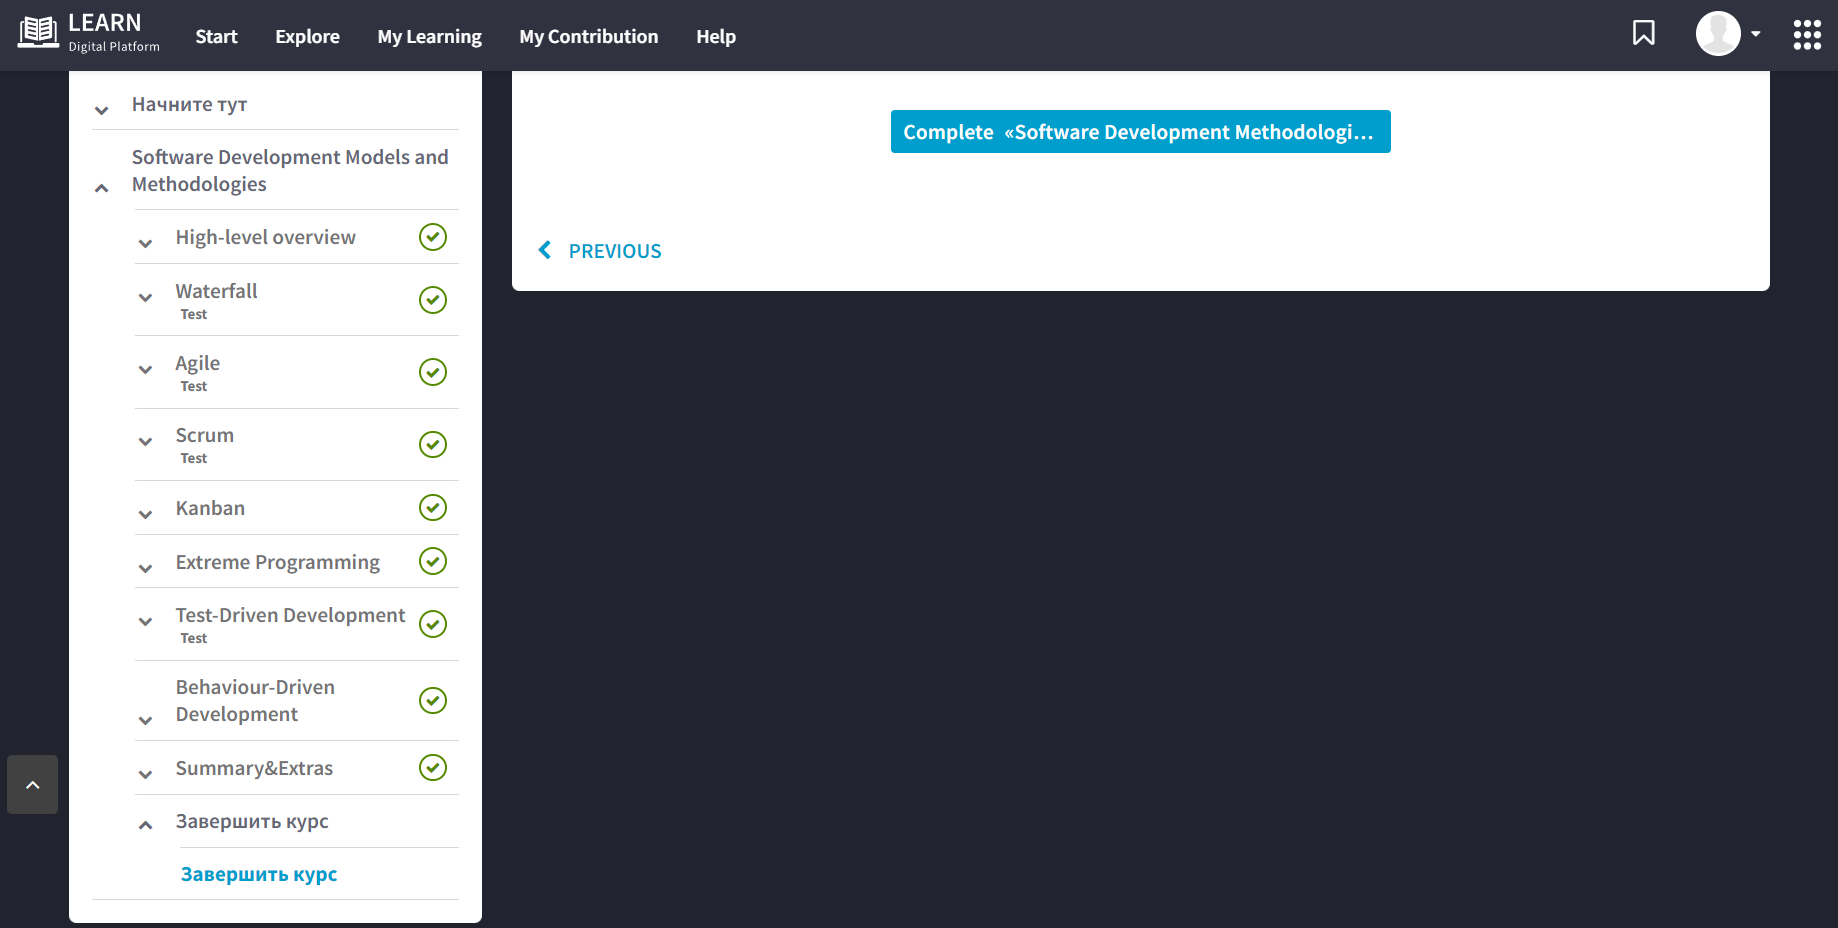 LEARN
Digital Platform
Start
Explore
My Learning
My Contribution
Help
Начните тут
Software Development Models and
Methodologies
High-level overview
Waterfall
Test
Agile
Test
Scrum
Test
Kanban
Extreme Programming
Test-Driven Development
Test
Behaviour-Driven
Development
Summary&Extras
Завершить курс
Завершить курс
Complete «Software Development Methodologi...
PREVIOUS